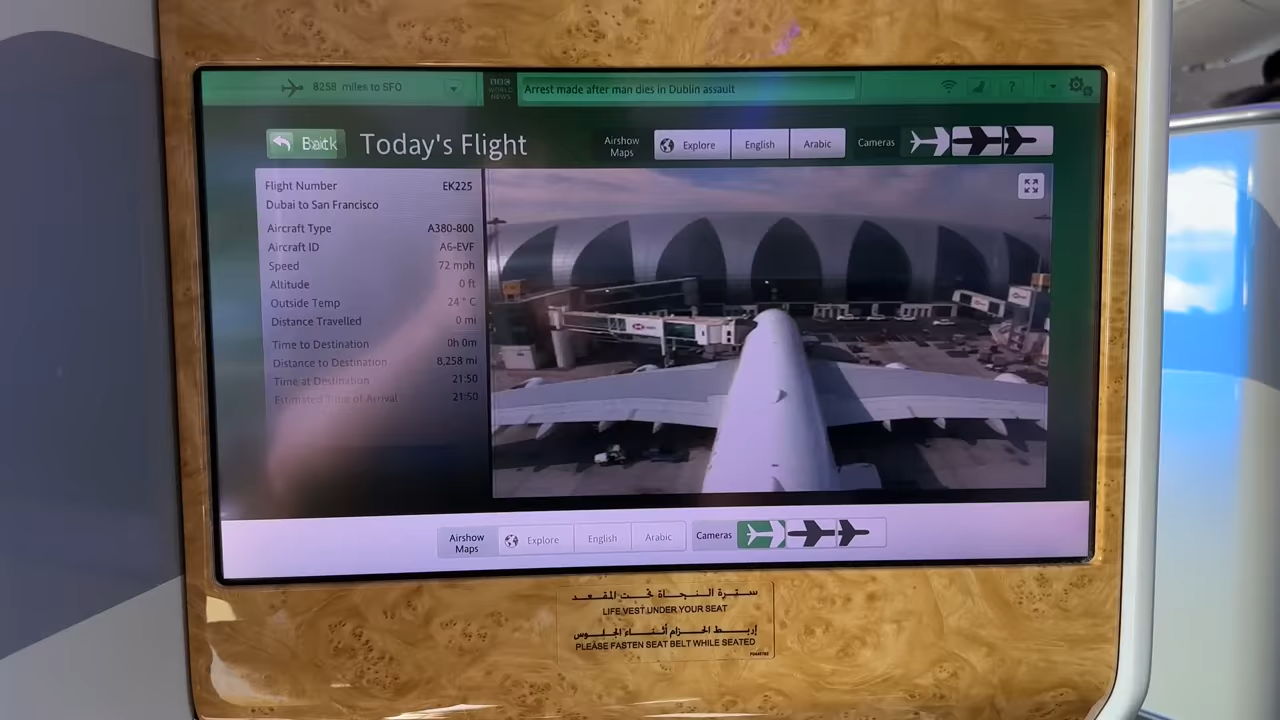 8258 miles to SFO
BBC
WORLD
NEWS
Arrest made after man dies in Dublin assault
?
Back
Today's Flight
Airshow
Maps
Explore
English
Arabic
Cameras
Flight Number EK225
Dubai to San Francisco
Aircraft Type A380-800
Aircraft ID A6-EVF
Speed 72 mph
Altitude 0 ft
Outside Temp 24 ° C
Distance Travelled 0 mi
Time to Destination 0h 0m
Distance to Destination 8,258 mi
Time at Destination 21:50
Estimated Time of Arrival 21:50
Airshow
Maps
Explore
English
Arabic
Cameras
سترة النجاة تحت المقعد
LIFE VEST UNDER YOUR SEAT
إربط الحزام أثناء الجلوس
PLEASE FASTEN SEAT BELT WHILE SEATED